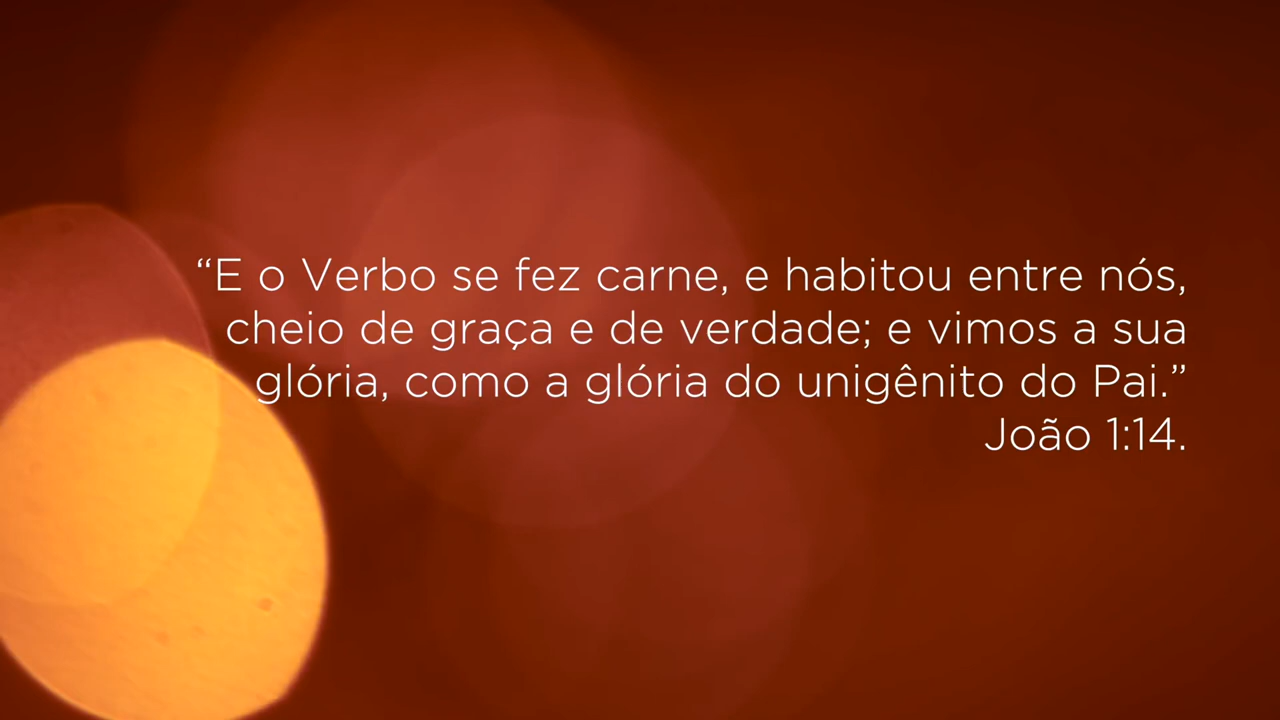 “E o Verbo se fez carne, e habitou entre nós,
cheio de graça e de verdade; e vimos a sua
glória, como a glória do unigênito do Pai.”
João 1:14.